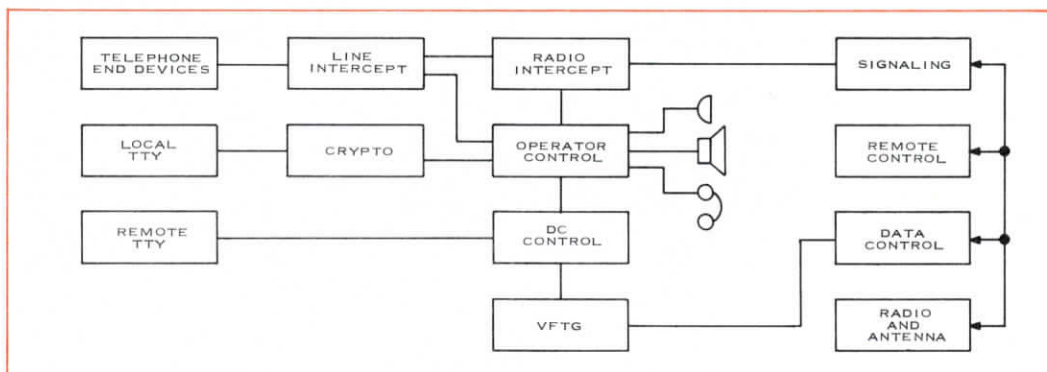 TELEPHONE
END DEVICES
LINE
INTERCEPT
RADIO
INTERCEPT
SIGNALING
LOCAL
TTY
CRYPTO
OPERATOR
CONTROL
REMOTE
CONTROL
REMOTE
TTY
DC
CONTROL
DATA
CONTROL
VFTG
RADIO
AND
ANTENNA